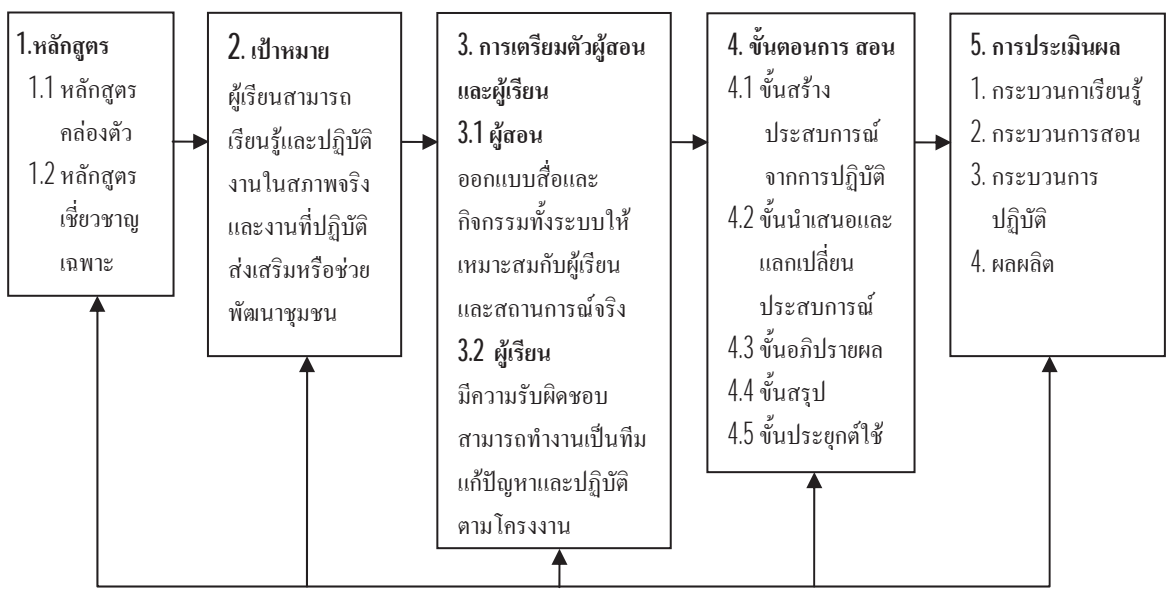 1.หลักสูตร
1.1 หลักสูตร
คล่องตัว
1.2 หลักสูตร
เชี่ยวชาญ
เฉพาะ
2. เป้าหมาย
ผู้เรียนสามารถ
เรียนรู้และปฏิบัติ
งานในสภาพจริง
และงานที่ปฏิบัติ
ส่งเสริมหรือช่วย
พัฒนาชุมชน
3. การเตรียมตัวผู้สอน
และผู้เรียน
3.1 ผู้สอน
ออกแบบสื่อและ
กิจกรรมทั้งระบบให้
เหมาะสมกับผู้เรียน
และสถานการณ์จริง
3.2 ผู้เรียน
มีความรับผิดชอบ
สามารถทำงานเป็นทีม
แก้ปัญหาและปฏิบัติ
ตามโครงงาน
4. ขั้นตอนการ สอน
4.1 ขั้นสร้าง
ประสบการณ์
จากการปฏิบัติ
4.2 ขั้นนำเสนอและ
แลกเปลี่ยน
ประสบการณ์
4.3 ขั้นอภิปรายผล
4.4 ขั้นสรุป
4.5 ขั้นประยุกต์ใช้
5. การประเมินผล
1. กระบวนกาเรียนรู้
2. กระบวนการสอน
3. กระบวนการ
ปฏิบัติ
4. ผลผลิต